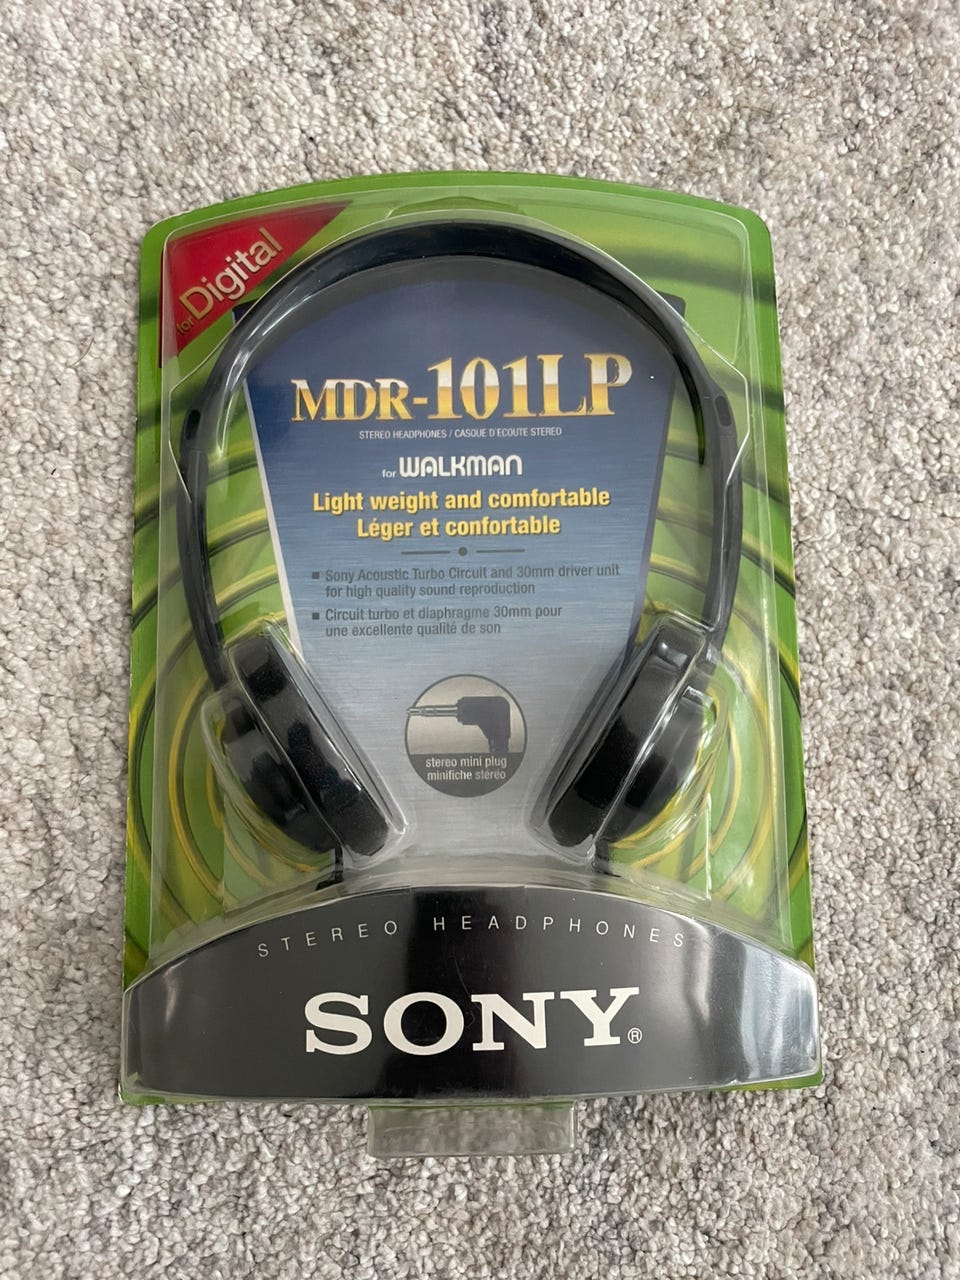 for Digital
MDR-101LP
STEREO HEADPHONES / CASQUE D'ECOUTE STEREO
for WALKMAN
Light weight and comfortable
Léger et confortable
▪ Sony Acoustic Turbo Circuit and 30mm driver unit
for high quality sound reproduction
▪ Circuit turbo et diaphragme 30mm pour
une excellente qualité de son
stereo mini plug
minifiche stéréo
STEREO HEADPHONES
SONY®